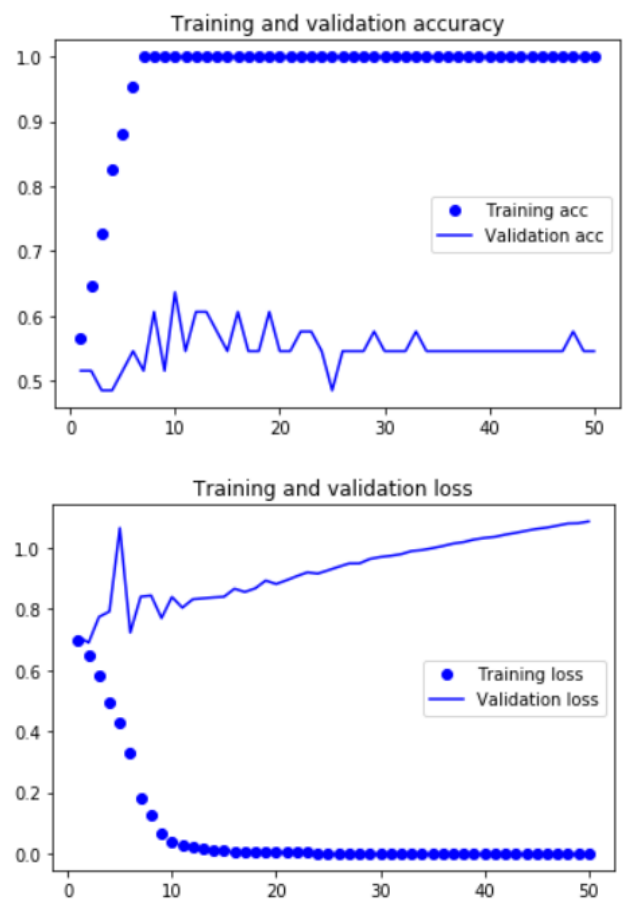 Training and validation accuracy
1.0
0.9
0.8
0.7
0.6
0.5
Training acc
Validation acc
0 10 20 30 40 50
Training and validation loss
1.0
0.8
0.6
0.4
0.2
0.0
Training loss
Validation loss
0 10 20 30 40 50